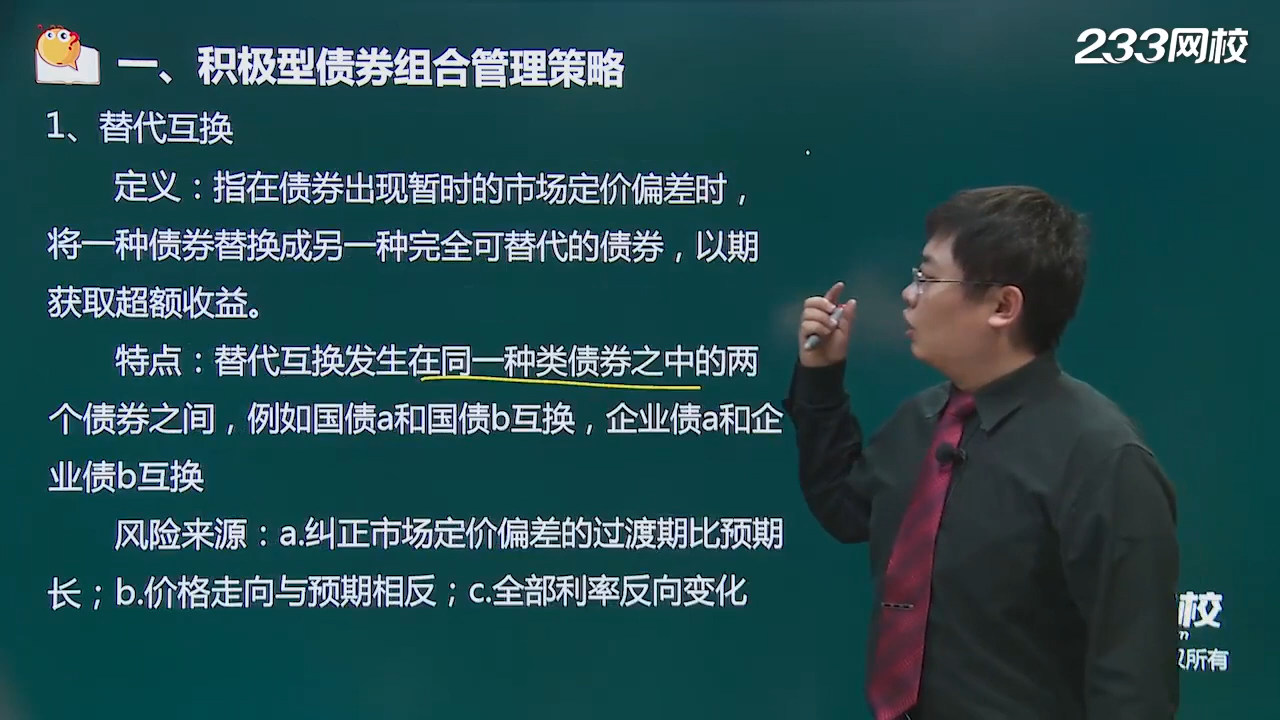 233网校
一、积极型债券组合管理策略
1、替代互换
定义：指在债券出现暂时的市场定价偏差时，
将一种债券替换成另一种完全可替代的债券，以期
获取超额收益。
特点：替代互换发生在同一种类债券之中的两
个债券之间，例如国债a和国债b互换，企业债a和企
业债b互换
风险来源：a.纠正市场定价偏差的过渡期比预期
长；b.价格走向与预期相反；c.全部利率反向变化
网校
所有